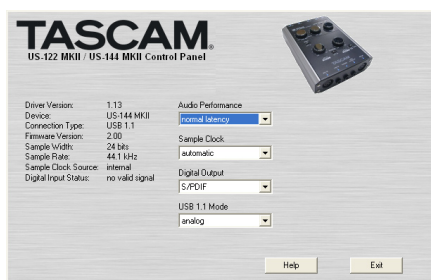 TASCAM®
US-122 MKII / US-144 MKII Control Panel
Driver Version: 1.13
Device: US-144 MKII
Connection Type: USB 1.1
Firmware Version: 2.00
Sample Width: 24 bits
Sample Rate: 44.1 kHz
Sample Clock Source: internal
Digital Input Status: no valid signal
Audio Performance
normal latency
Sample Clock
automatic
Digital Output
S/PDIF
USB 1.1 Mode
analog
Help
Exit